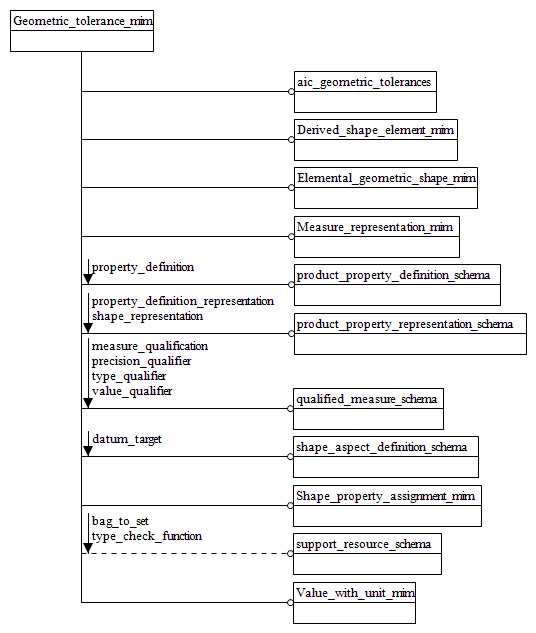 Geometric_tolerance_mim
aic_geometric_tolerances
Derived_shape_element_mim
Elemental_geometric_shape_mim
Measure_representation_mim
property_definition
product_property_definition_schema
property_definition_representation
shape_representation
product_property_representation_schema
measure_qualification
precision_qualifier
type_qualifier
value_qualifier
qualified_measure_schema
datum_target
shape_aspect_definition_schema
Shape_property_assignment_mim
bag_to_set
type_check_function
support_resource_schema
Value_with_unit_mim